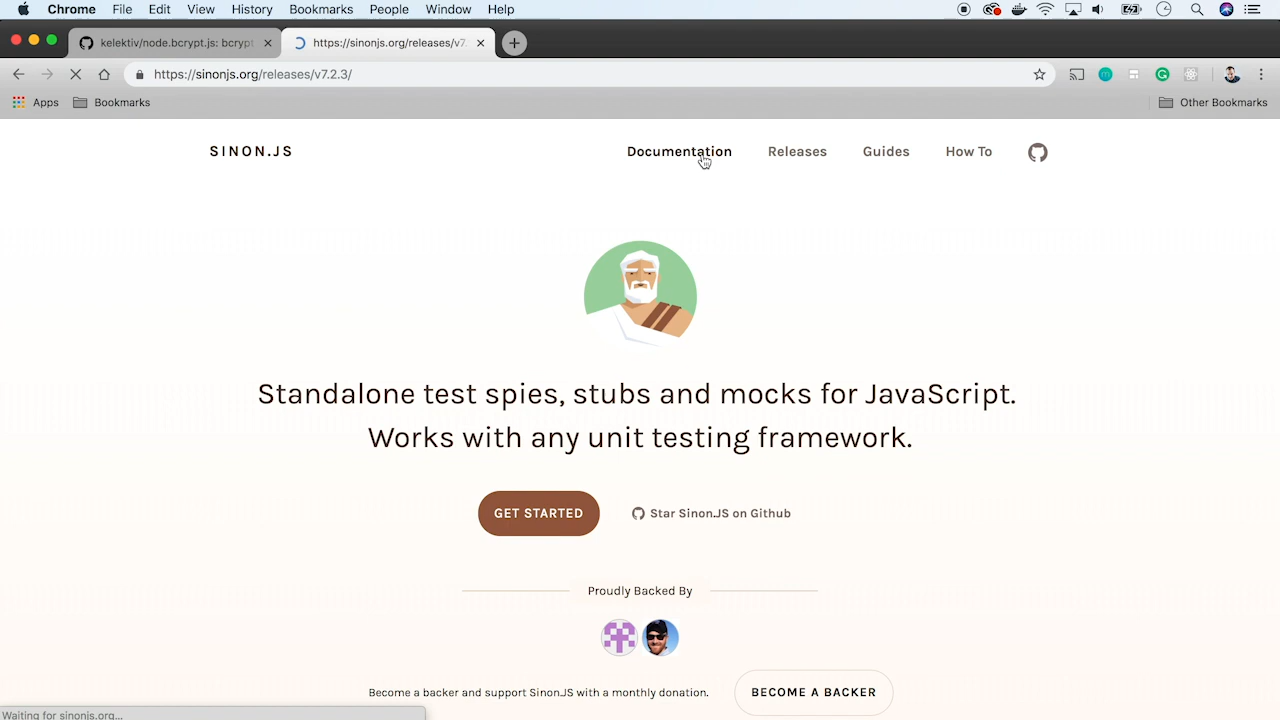 Chrome File Edit View History Bookmarks People Window Help
kelektiv/node.bcrypt.js: bcrypt
https://sinonjs.org/releases/v7.
https://sinonjs.org/releases/v7.2.3/
Apps Bookmarks Other Bookmarks
SINON.JS Documentation Releases Guides How To
Standalone test spies, stubs and mocks for JavaScript.
Works with any unit testing framework.
GET STARTED Star Sinon.JS on Github
Proudly Backed By
Become a backer and support Sinon.JS with a monthly donation. BECOME A BACKER
Waiting for sinonjs.org...